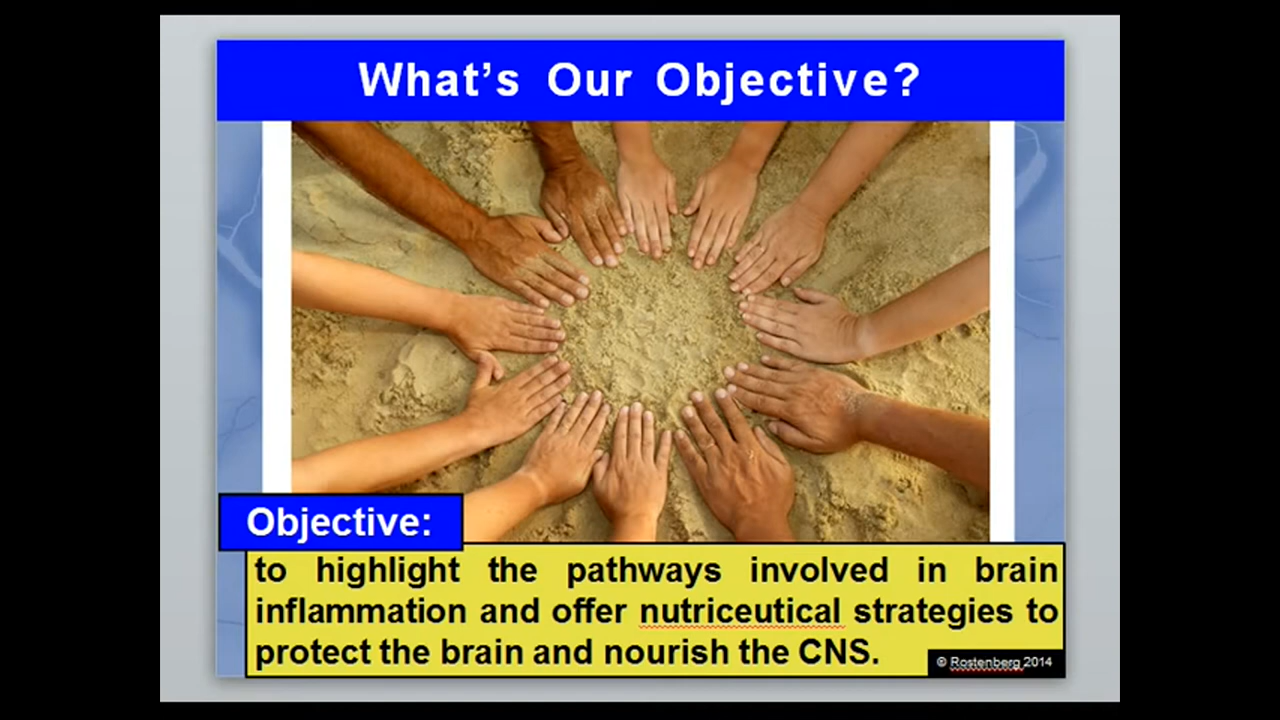 What's Our Objective?
Objective:
to highlight the pathways involved in brain
inflammation and offer nutriceutical strategies to
protect the brain and nourish the CNS.
© Rostenberg 2014